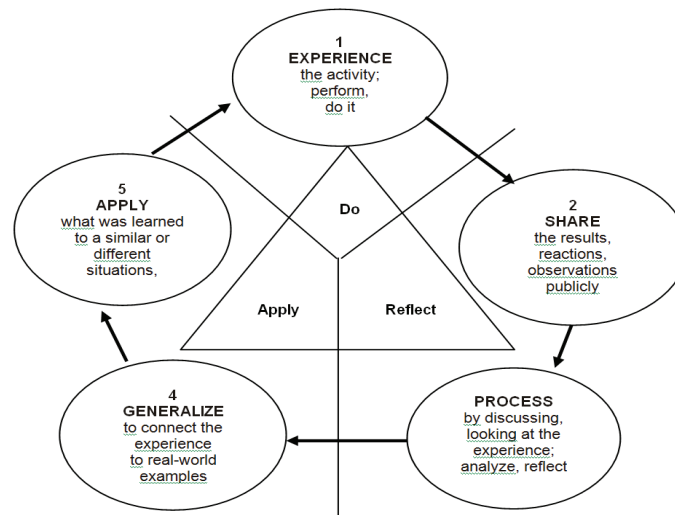 1
EXPERIENCE
the activity;
perform,
do it
2
SHARE
the results,
reactions,
observations
publicly
PROCESS
by discussing,
looking at the
experience;
analyze, reflect
4
GENERALIZE
to connect the
experience
to real-world
examples
5
APPLY
what was learned
to a similar or
different
situations,
Do
Apply
Reflect